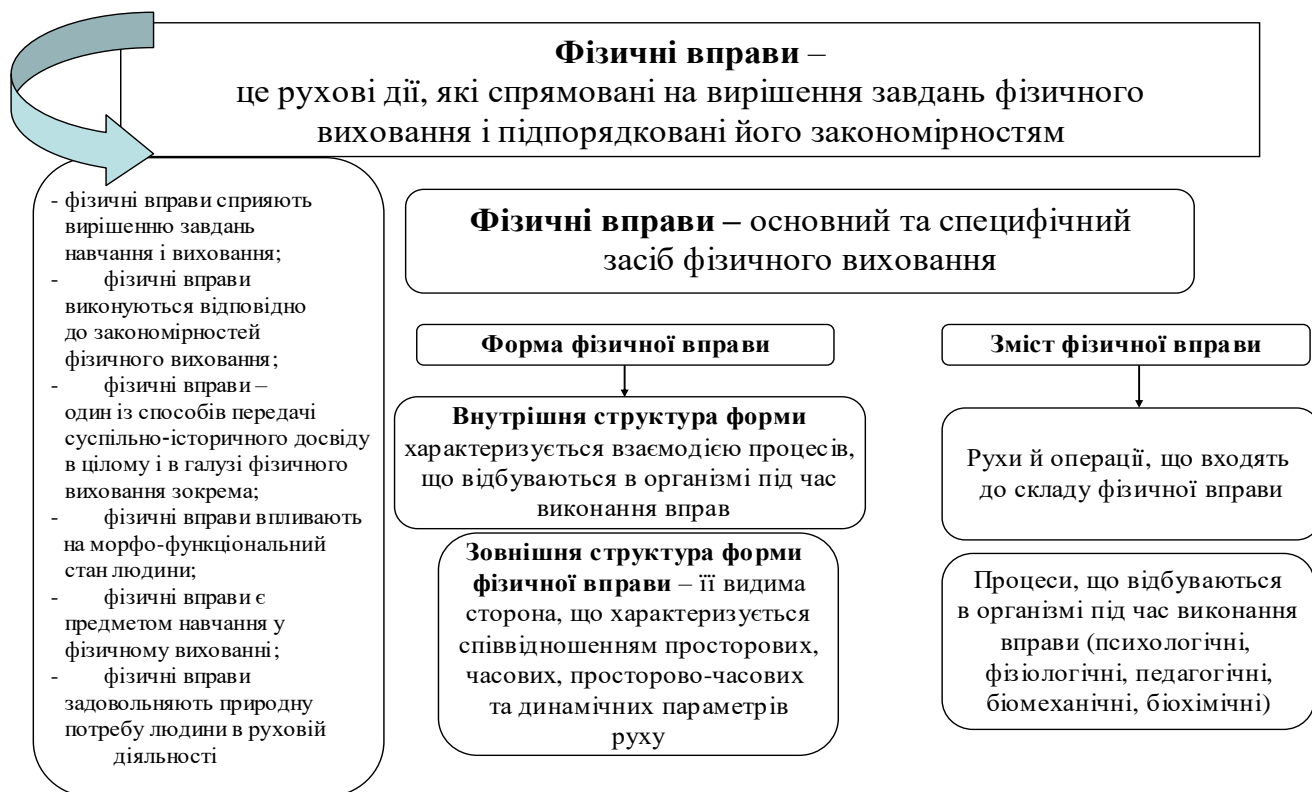 Фізичні вправи –
це рухові дії, які спрямовані на вирішення завдань фізичного
виховання і підпорядковані його закономірностям
- фізичні вправи сприяють
вирішенню завдань
навчання і виховання;
- фізичні вправи
виконуються відповідно
до закономірностей
фізичного виховання;
- фізичні вправи –
один із способів передачі
суспільно-історичного досвіду
в цілому і в галузі фізичного
виховання зокрема;
- фізичні вправи впливають
на морфо-функціональний
стан людини;
- фізичні вправи є
предметом навчання у
фізичному вихованні;
- фізичні вправи
задовольняють природну
потребу людини в руховій
діяльності
Фізичні вправи – основний та специфічний
засіб фізичного виховання
Форма фізичної вправи
Внутрішня структура форми
характеризується взаємодією процесів,
що відбуваються в організмі під час
виконання вправ
Зовнішня структура форми
фізичної вправи – її видима
сторона, що характеризується
співвідношенням просторових,
часових, просторово-часових
та динамічних параметрів
руху
Зміст фізичної вправи
Рухи й операції, що входять
до складу фізичної вправи
Процеси, що відбуваються
в організмі під час виконання
вправи (психологічні,
фізіологічні, педагогічні,
біомеханічні, біохімічні)